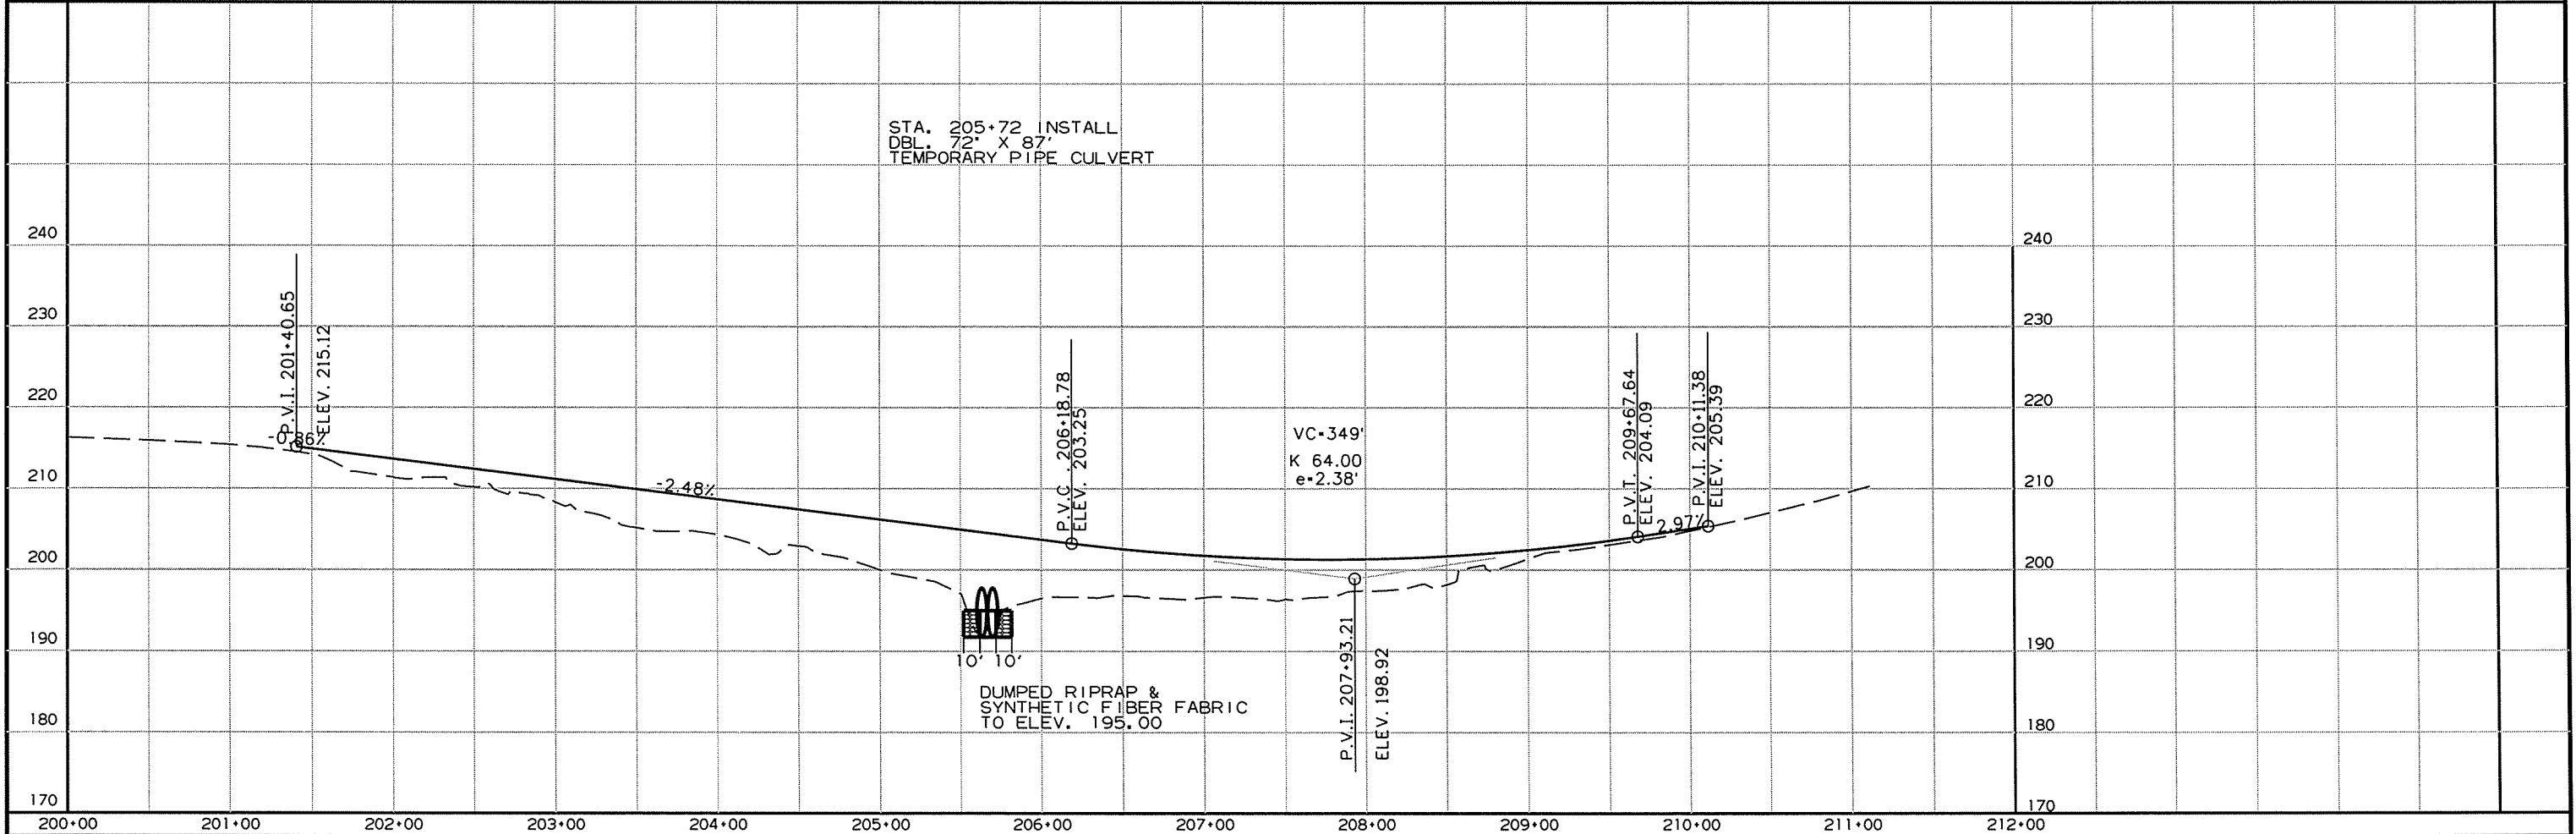 STA. 205+72 INSTALL
DBL. 72" X 87'
TEMPORARY PIPE CULVERT
240
240
230
230
220
220
210
210
200
200
190
190
180
180
170
170
P.V.I. 201+40.65
ELEV. 215.12
-0.86%
-2.48%
P.V.C. 206+18.78
ELEV. 203.25
VC=349'
K 64.00
e=2.38'
P.V.T. 209+67.64
ELEV. 204.09
P.V.I. 210+11.38
ELEV. 205.39
2.97%
10' 10'
DUMPED RIPRAP &
SYNTHETIC FIBER FABRIC
TO ELEV. 195.00
P.V.I. 207+93.21
ELEV. 198.92
200+00 201+00 202+00 203+00 204+00 205+00 206+00 207+00 208+00 209+00 210+00 211+00 212+00